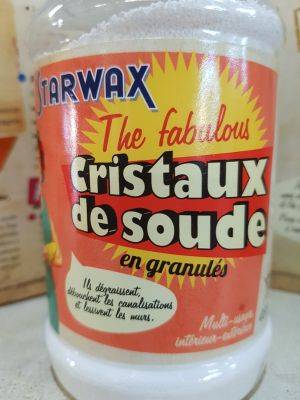 STARWAX
The fabulous
Cristaux
de soude
en granulés
Ils dégraissent,
débouchent les canalisations
et lessivent les murs.
Multi-usage
intérieur-extérieur